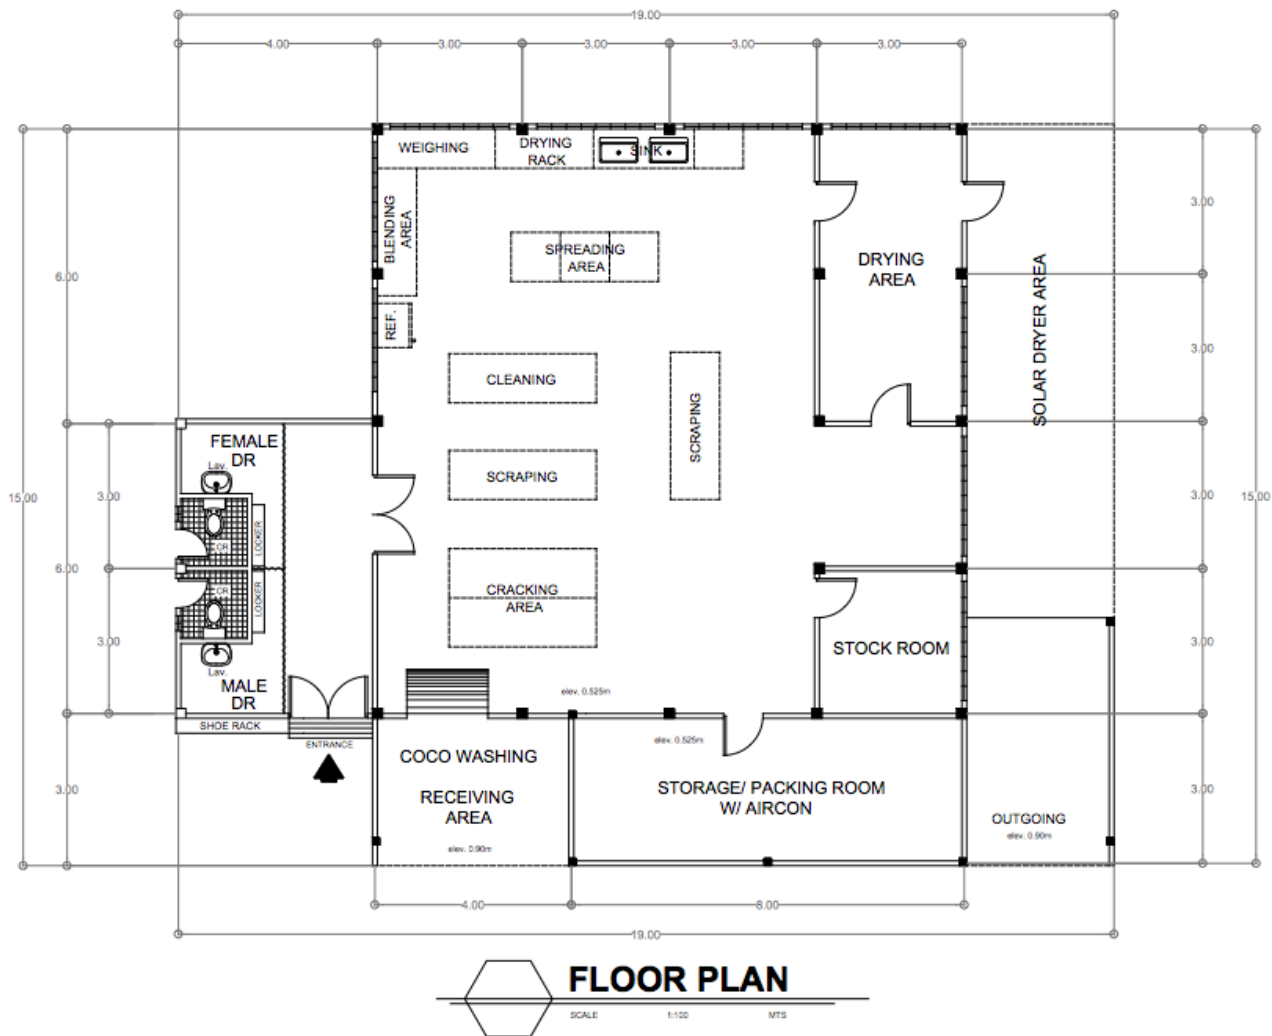 19.00
4.00
3.00
3.00
3.00
3.00
WEIGHING
DRYING
RACK
SINK
BLENDING
AREA
SPREADING
AREA
REF.
DRYING
AREA
SOLAR DRYER AREA
3.00
3.00
3.00
3.00
3.00
15.00
6.00
15.00
3.00
6.00
3.00
3.00
CLEANING
SCRAPING
SCRAPING
CRACKING
AREA
FEMALE
DR
Lav.
CR
LOCKER
CR
LOCKER
Lav.
MALE
DR
SHOE RACK
ENTRANCE
STOCK ROOM
elev. 0.525m
elev. 0.525m
COCO WASHING
RECEIVING
AREA
elev. 0.90m
STORAGE/ PACKING ROOM
W/ AIRCON
OUTGOING
elev. 0.90m
4.00
8.00
19.00
FLOOR PLAN
SCALE 1:100 MTS